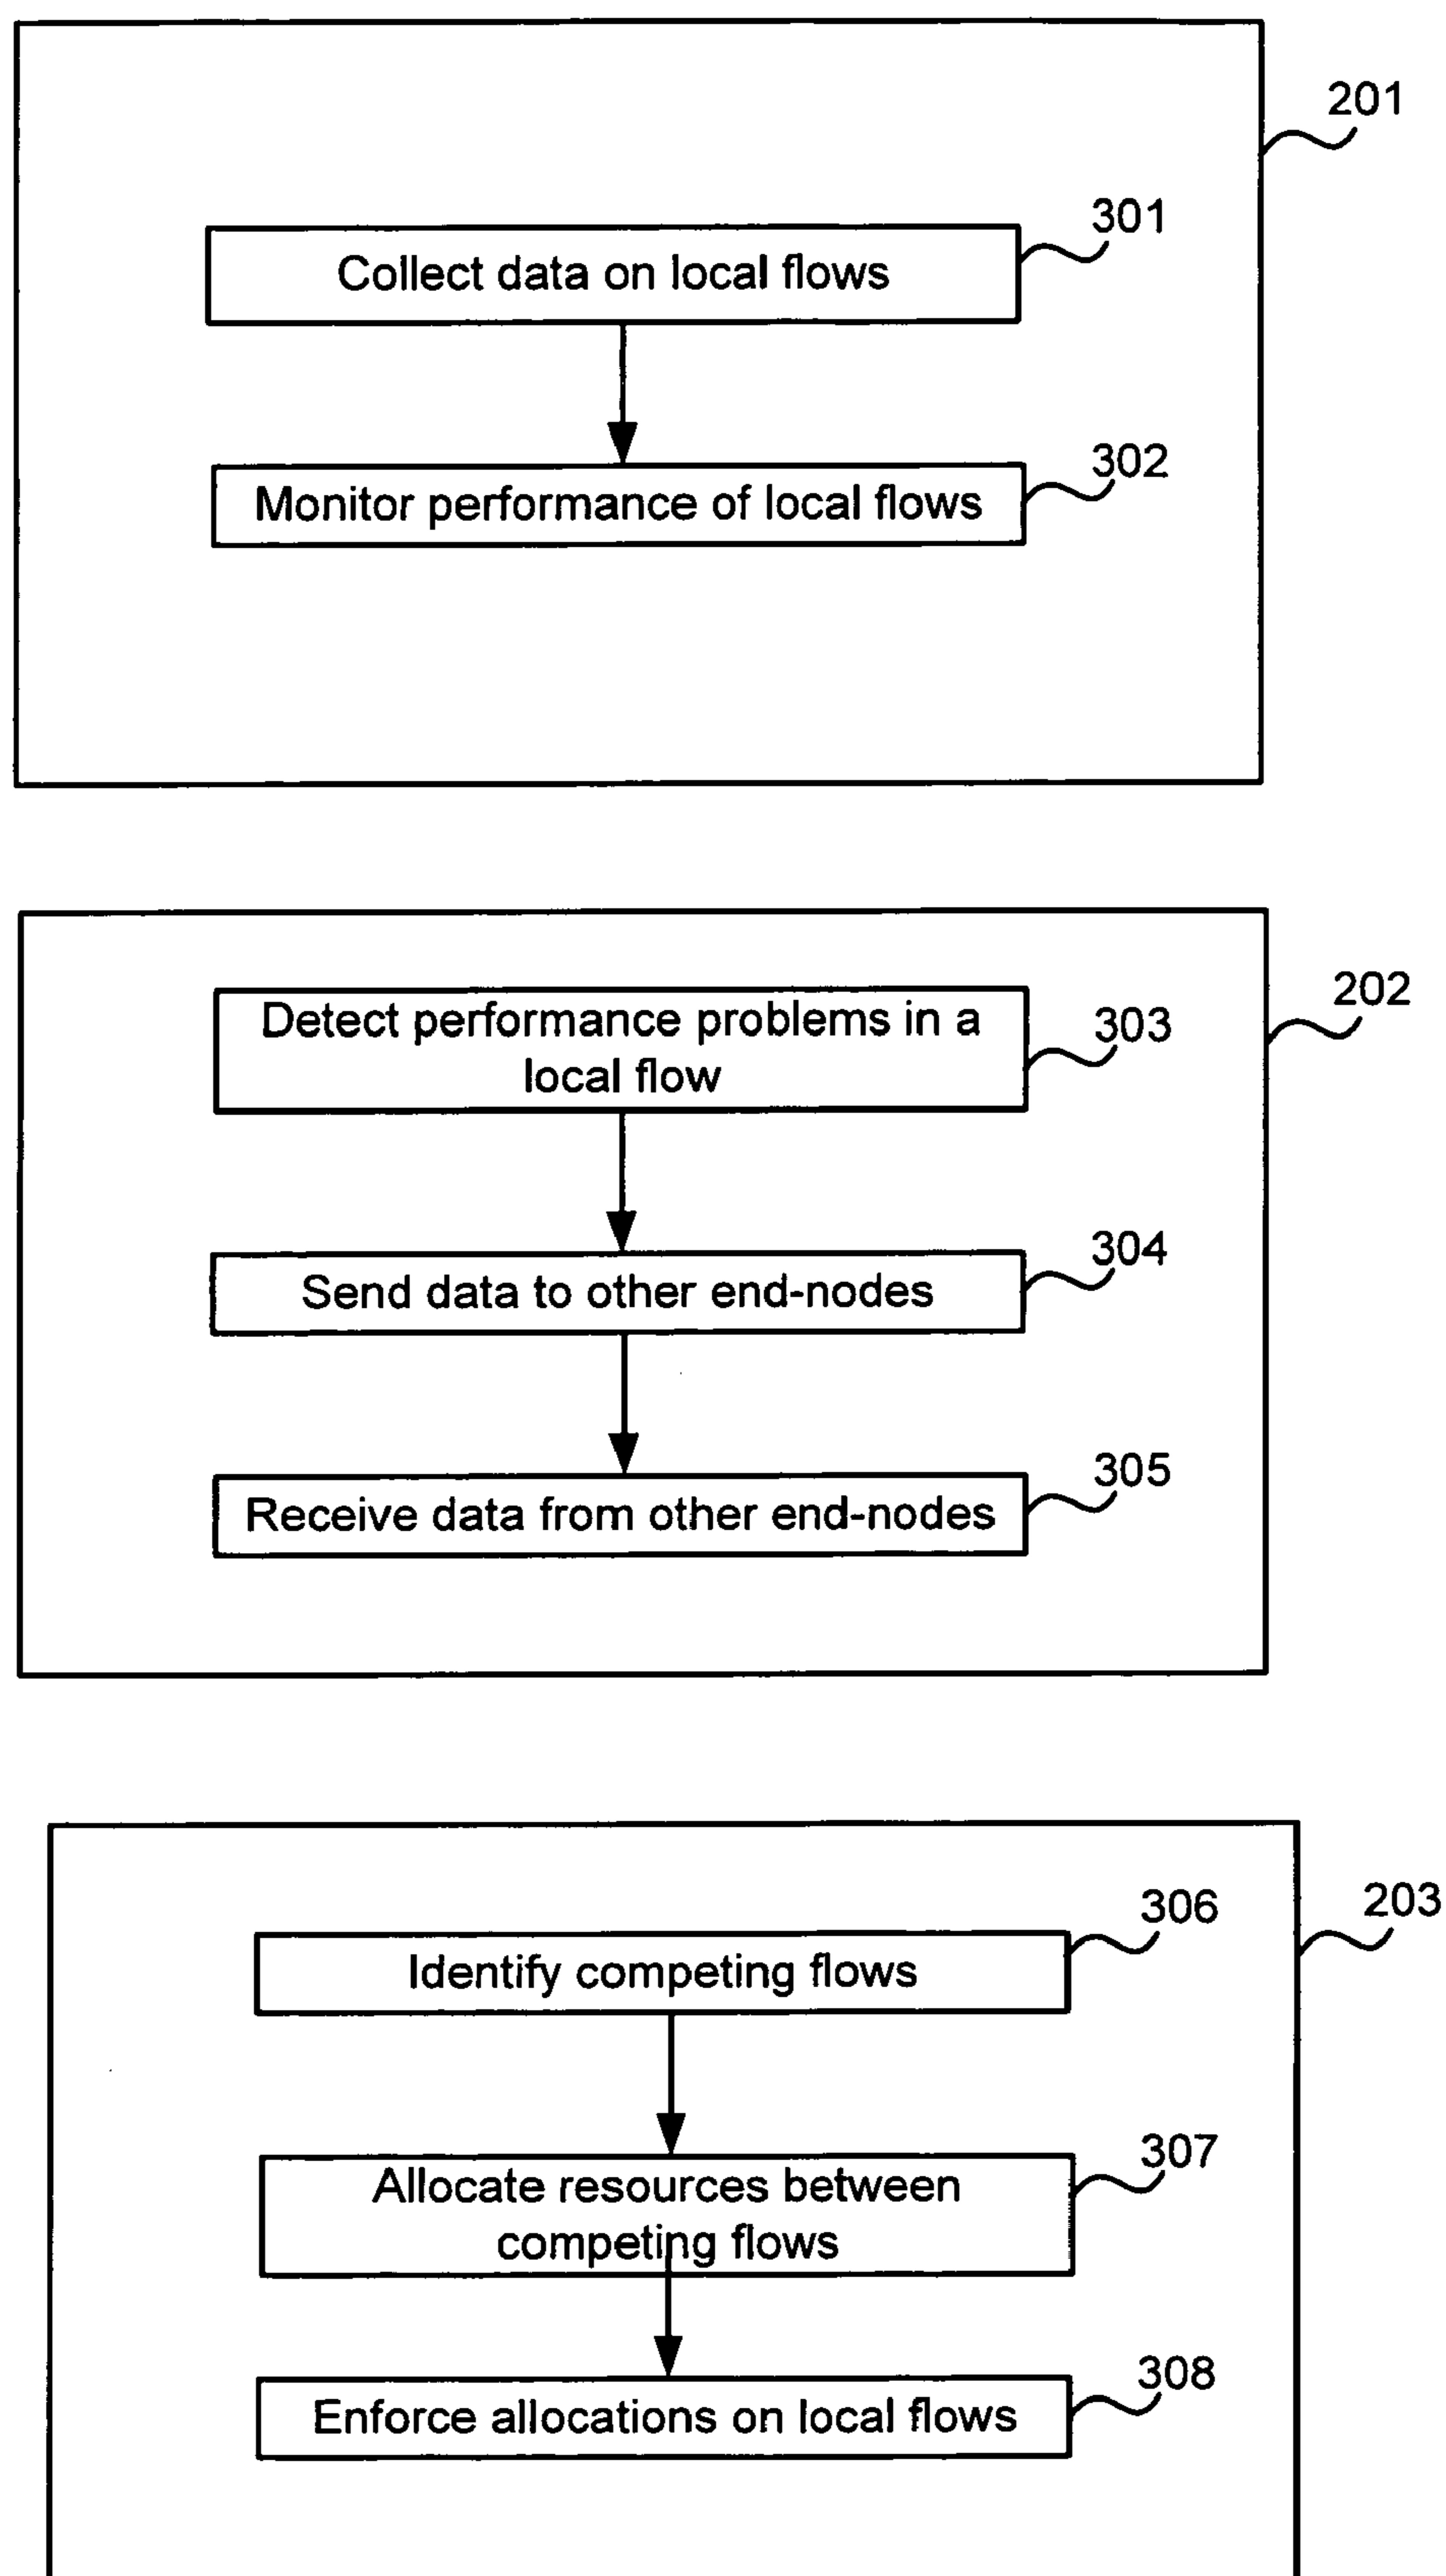 201
301
Collect data on local flows
302
Monitor performance of local flows
202
Detect performance problems in a
local flow
303
304
Send data to other end-nodes
305
Receive data from other end-nodes
203
306
Identify competing flows
307
Allocate resources between
competing flows
308
Enforce allocations on local flows